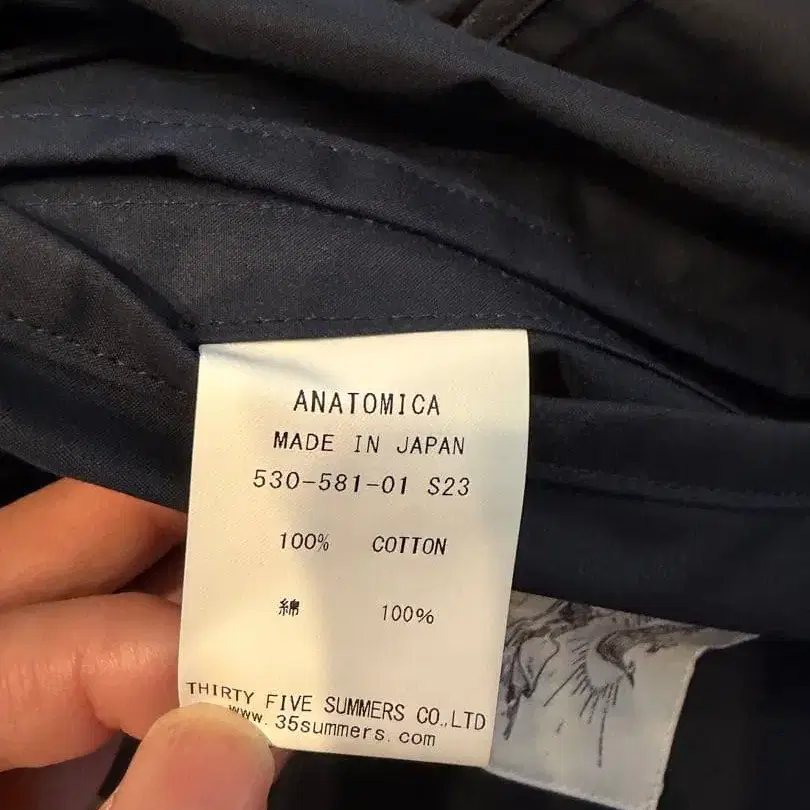 ANATOMICA
MADE IN JAPAN
530-581-01 S23
100% COTTON
綿 100%
THIRTY FIVE SUMMERS CO.,LTD
www.35summers.com